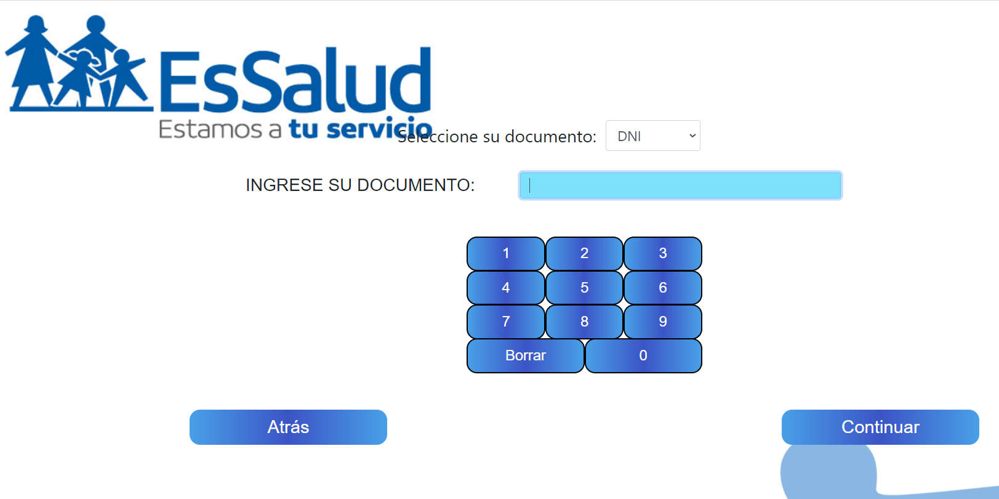 EsSalud
Estamos a tu servicio
Seleccione su documento: DNI
INGRESE SU DOCUMENTO:
1 2 3
4 5 6
7 8 9
Borrar 0
Atrás Continuar